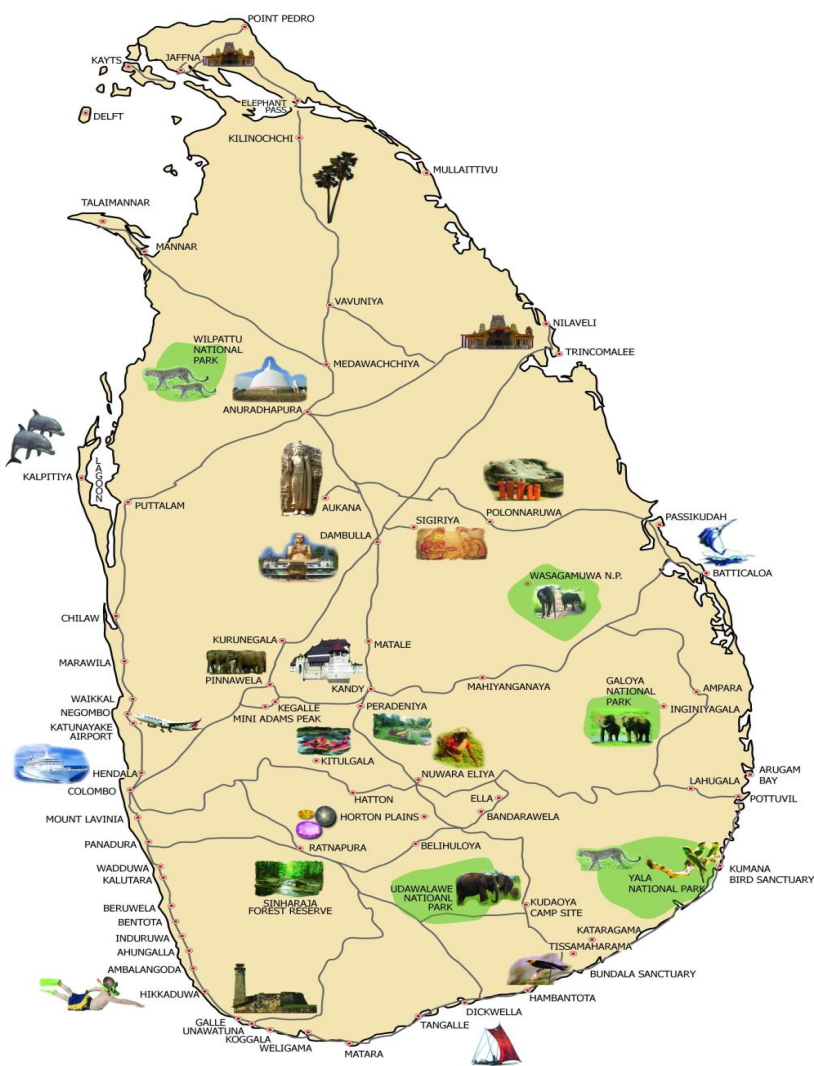 POINT PEDRO
KAYTS
JAFFNA
ELEPHANT
PASS
DELFT
KILINOCHCHI
MULLAITTIVU
TALAIMANNAR
MANNAR
VAVUNIYA
NILAVELI
WILPATTU
NATIONAL
PARK
TRINCOMALEE
MEDAWACHCHIYA
ANURADHAPURA
KALPITIYA
LAGOON
PUTTALAM
AUKANA
POLONNARUWA
SIGIRIYA
PASSIKUDAH
DAMBULLA
BATTICALOA
WASAGAMUWA N.P.
CHILAW
KURUNEGALA
MATALE
MARAWILA
PINNAWELA
KANDY
MAHIYANGANAYA
GALOYA
NATIONAL
PARK
AMPARA
WAIKKAL
NEGOMBO
KATUNAYAKE
AIRPORT
KEGALLE
MINI ADAMS PEAK
PERADENIYA
INGINIYAGALA
KITULGALA
HENDALA
COLOMBO
NUWARA ELIYA
HATTON
ELLA
LAHUGALA
ARUGAM
BAY
POTTUVIL
MOUNT LAVINIA
HORTON PLAINS
BANDARAWELA
PANADURA
RATNAPURA
BELIHULOYA
WADDUWA
KALUTARA
SINHARAJA
FOREST RESERVE
UDAWALAWE
NATIOANL
PARK
YALA
NATIONAL PARK
KUMANA
BIRD SANCTUARY
BERUWELA
BENTOTA
KUDAOYA
CAMP SITE
INDURUWA
AHUNGALLA
KATARAGAMA
TISSAMAHARAMA
AMBALANGODA
BUNDALA SANCTUARY
HIKKADUWA
HAMBANTOTA
DICKWELLA
TANGALLE
GALLE
UNAWATUNA
KOGGALA
WELIGAMA
MATARA